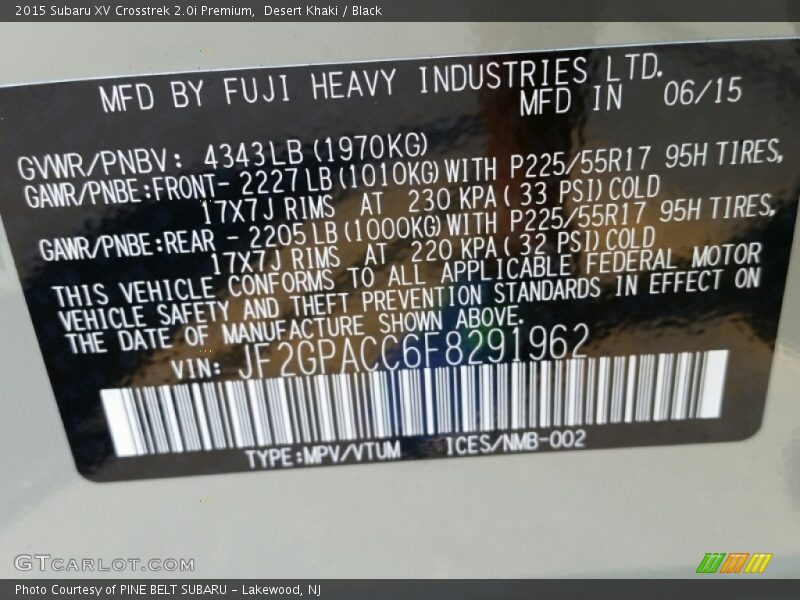 2015 Subaru XV Crosstrek 2.0i Premium,  Desert Khaki / Black
MFD BY FUJI HEAVY INDUSTRIES LTD.
MFD IN 06/15
GVWR/PNBV: 4343LB (1970KG)
GAWR/PNBE:FRONT- 2227 LB (1010KG) WITH P225/55R17 95H TIRES,
17X7J RIMS AT 230 KPA ( 33 PSI) COLD
GAWR/PNBE:REAR - 2205 LB (1000KG) WITH P225/55R17 95H TIRES,
17X7J RIMS AT 220 KPA ( 32 PSI) COLD
THIS VEHICLE CONFORMS TO ALL APPLICABLE FEDERAL MOTOR
VEHICLE SAFETY AND THEFT PREVENTION STANDARDS IN EFFECT ON
THE DATE OF MANUFACTURE SHOWN ABOVE.
VIN: JF2GPACC6F8291962
TYPE:MPV/VTUM ICES/NMB-002
GTCARLOT.COM
Photo Courtesy of PINE BELT SUBARU - Lakewood, NJ